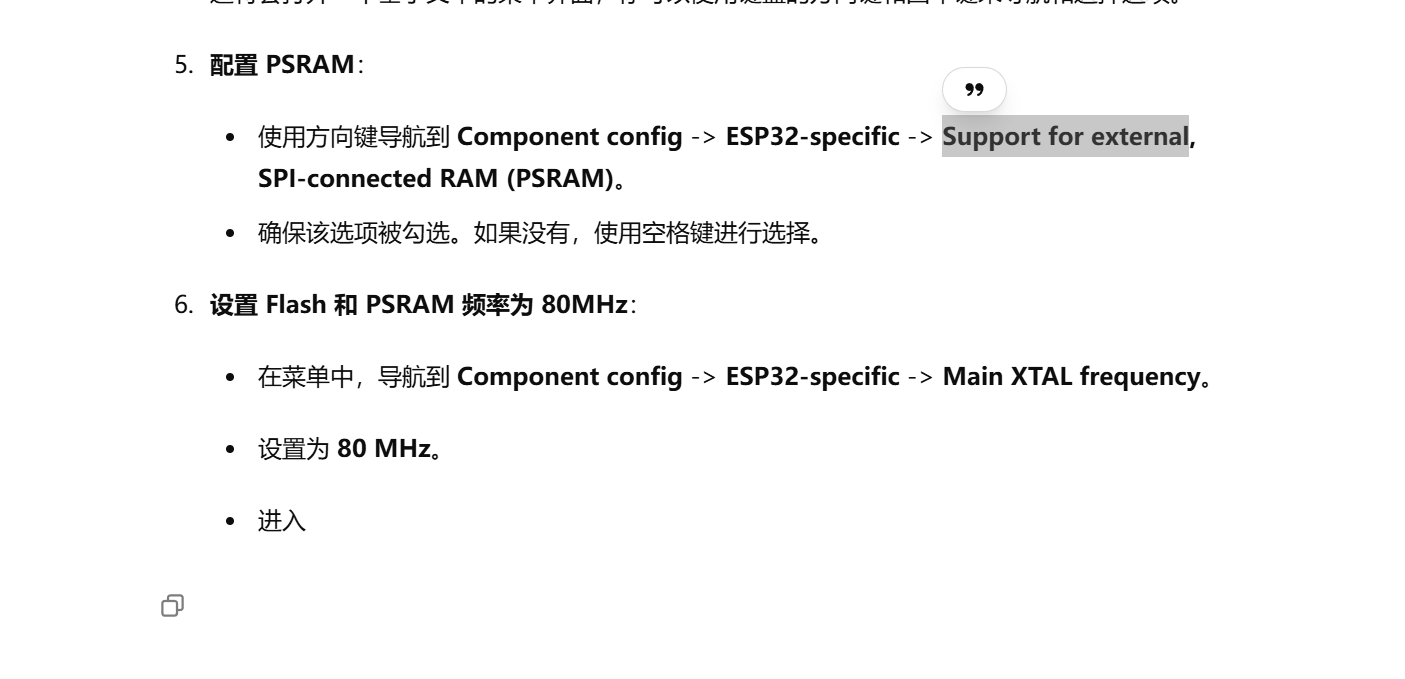 5. 配置 PSRAM：
使用方向键导航到 Component config -> ESP32-specific -> Support for external,
SPI-connected RAM (PSRAM)。
确保该选项被勾选。如果没有，使用空格键进行选择。
6. 设置 Flash 和 PSRAM 频率为 80MHz：
在菜单中，导航到 Component config -> ESP32-specific -> Main XTAL frequency。
设置为 80 MHz。
进入